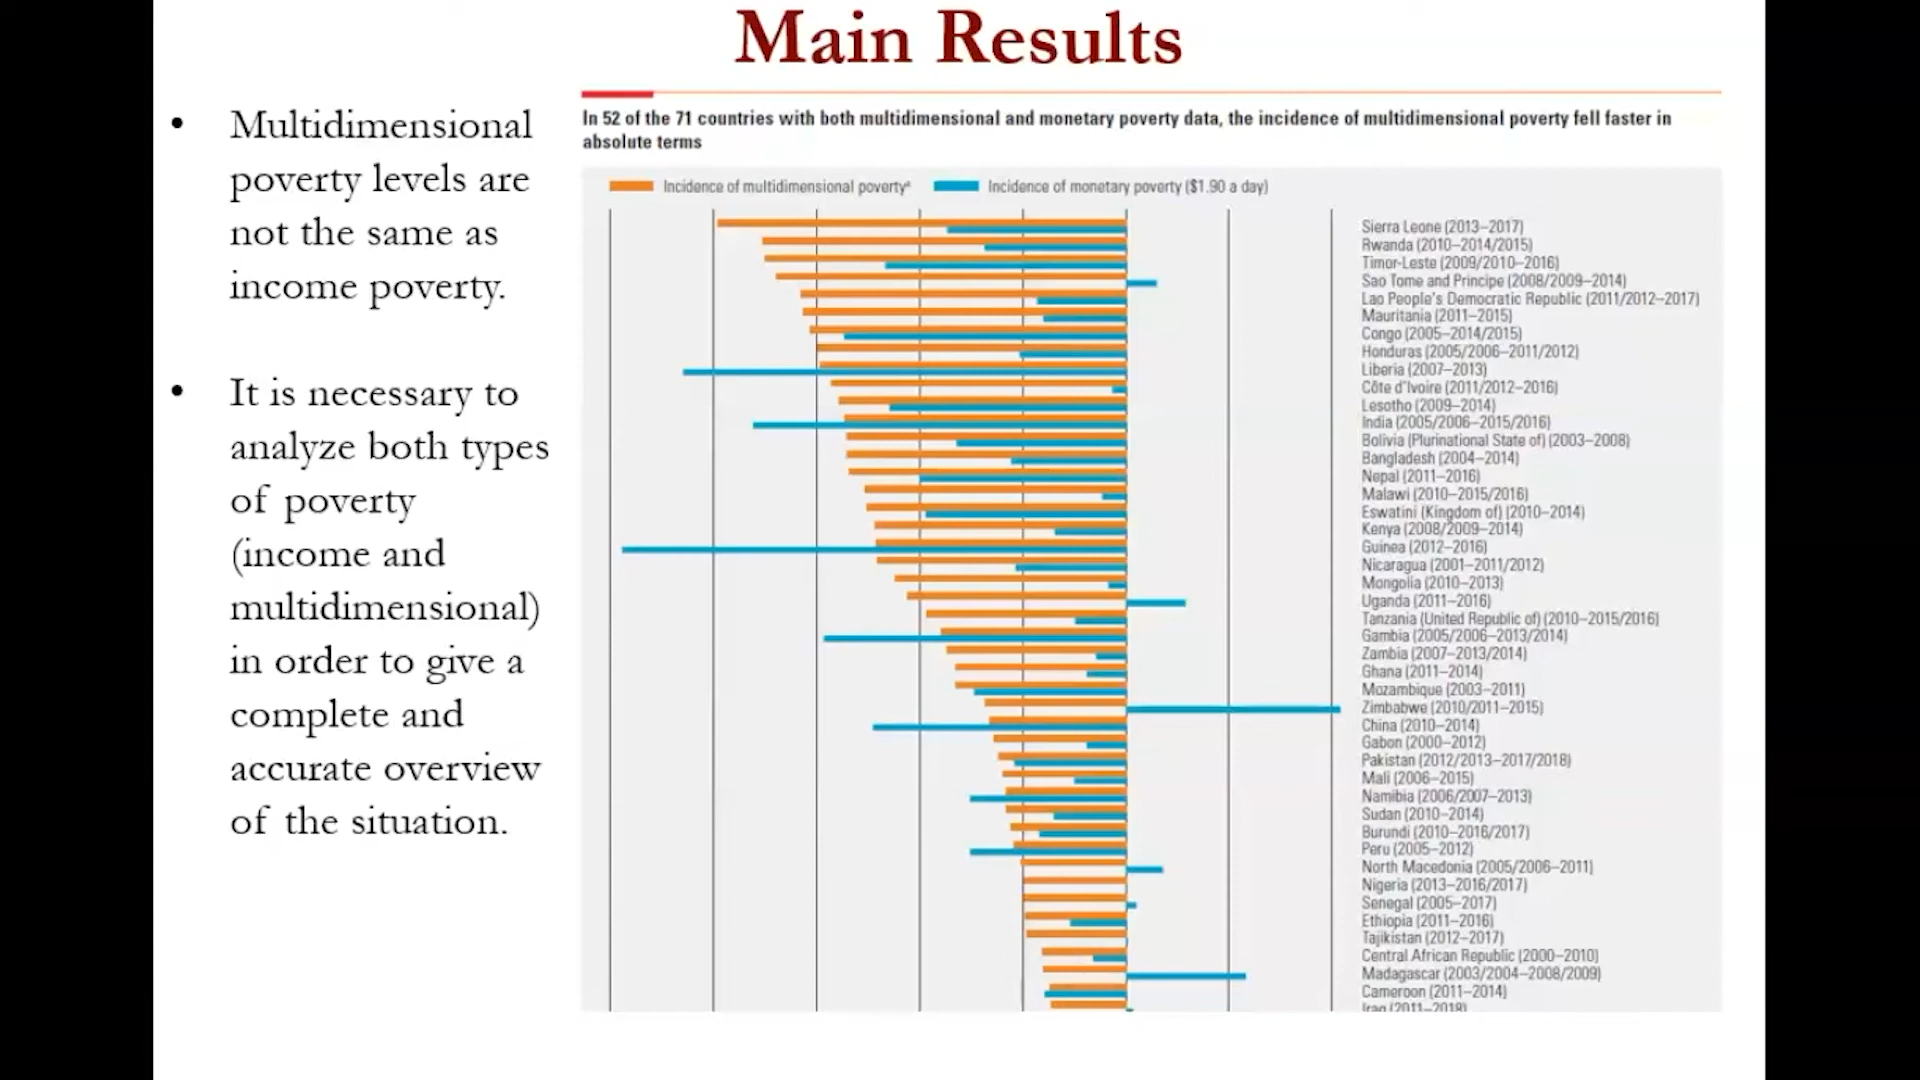 Main Results
• Multidimensional
poverty levels are
not the same as
income poverty.
• It is necessary to
analyze both types
of poverty
(income and
multidimensional)
in order to give a
complete and
accurate overview
of the situation.
In 52 of the 71 countries with both multidimensional and monetary poverty data, the incidence of multidimensional poverty fell faster in
absolute terms
Incidence of multidimensional povertyª Incidence of monetary poverty ($1.90 a day)
Sierra Leone (2013–2017)
Rwanda (2010–2014/2015)
Timor-Leste (2009/2010–2016)
Sao Tome and Principe (2008/2009–2014)
Lao People's Democratic Republic (2011/2012–2017)
Mauritania (2011–2015)
Congo (2005–2014/2015)
Honduras (2005/2006–2011/2012)
Liberia (2007–2013)
Côte d'Ivoire (2011/2012–2016)
Lesotho (2009–2014)
India (2005/2006–2015/2016)
Bolivia (Plurinational State of) (2003–2008)
Bangladesh (2004–2014)
Nepal (2011–2016)
Malawi (2010–2015/2016)
Eswatini (Kingdom of) (2010–2014)
Kenya (2008/2009–2014)
Guinea (2012–2016)
Nicaragua (2001–2011/2012)
Mongolia (2010–2013)
Uganda (2011–2016)
Tanzania (United Republic of) (2010–2015/2016)
Gambia (2005/2006–2013/2014)
Zambia (2007–2013/2014)
Ghana (2011–2014)
Mozambique (2003–2011)
Zimbabwe (2010/2011–2015)
China (2010–2014)
Gabon (2000–2012)
Pakistan (2012/2013–2017/2018)
Mali (2006–2015)
Namibia (2006/2007–2013)
Sudan (2010–2014)
Burundi (2010–2016/2017)
Peru (2005–2012)
North Macedonia (2005/2006–2011)
Nigeria (2013–2016/2017)
Senegal (2005–2017)
Ethiopia (2011–2016)
Tajikistan (2012–2017)
Central African Republic (2000–2010)
Madagascar (2003/2004–2008/2009)
Cameroon (2011–2014)
Iraq (2011–2018)